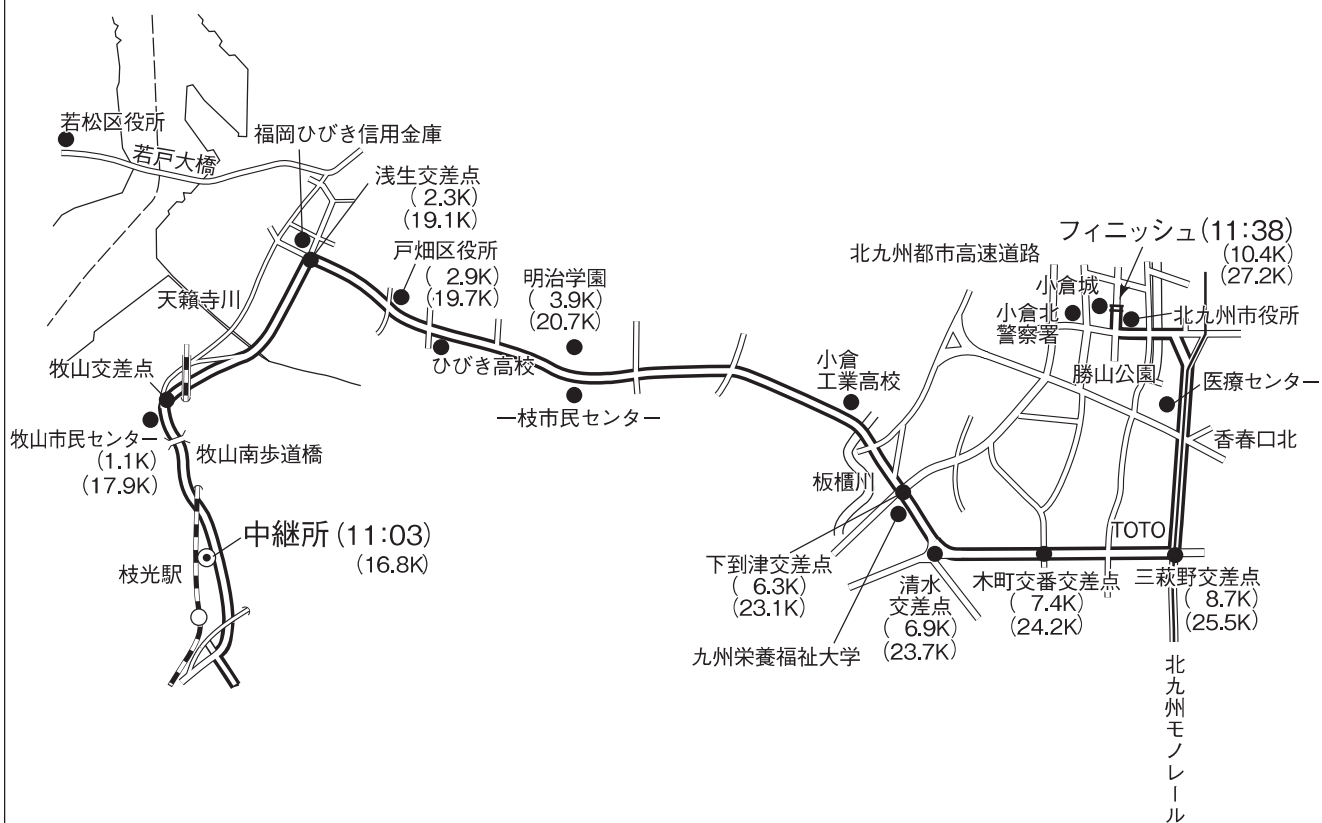 若松区役所
若戸大橋
福岡ひびき信用金庫
浅生交差点
(2.3K)
(19.1K)
戸畑区役所
(2.9K)
(19.7K)
明治学園
(3.9K)
(20.7K)
天籟寺川
牧山交差点
ひびき高校
一枝市民センター
牧山市民センター
(1.1K)
(17.9K)
牧山南歩道橋
中継所(11:03)
(16.8K)
枝光駅
フィニッシュ(11:38)
(10.4K)
(27.2K)
北九州都市高速道路
小倉城
小倉北
警察署
北九州市役所
勝山公園
医療センター
小倉
工業高校
香春口北
板櫃川
TOTO
下到津交差点
(6.3K)
(23.1K)
清水
交差点
(6.9K)
(23.7K)
木町交番交差点
(7.4K)
(24.2K)
三萩野交差点
(8.7K)
(25.5K)
九州栄養福祉大学
北九州モノレール